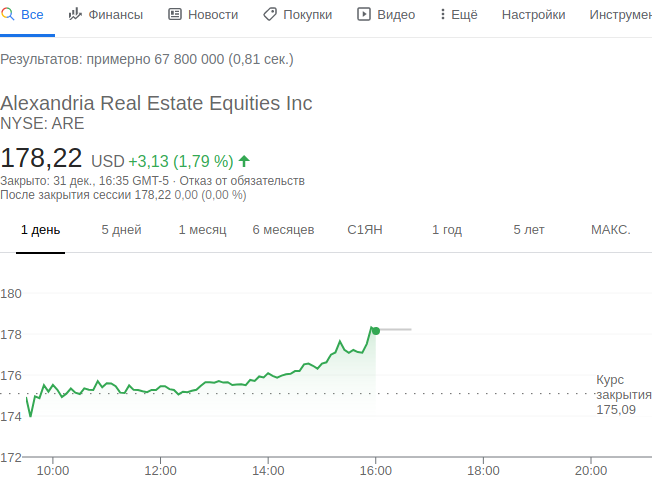 Все Финансы Новости Покупки Видео Ещё Настройки
Результатов: примерно 67 800 000 (0,81 сек.)
Alexandria Real Estate Equities Inc
NYSE: ARE
178,22 USD +3,13 (1,79 %)
Закрыто: 31 дек., 16:35 GMT-5 · Отказ от обязательств
После закрытия сессии 178,22 0,00 (0,00 %)
1 день 5 дней 1 месяц 6 месяцев С1ЯН 1 год 5 лет МАКС.
180
178
176
174
172
Курс
закрытия
175,09
10:00 12:00 14:00 16:00 18:00 20:00